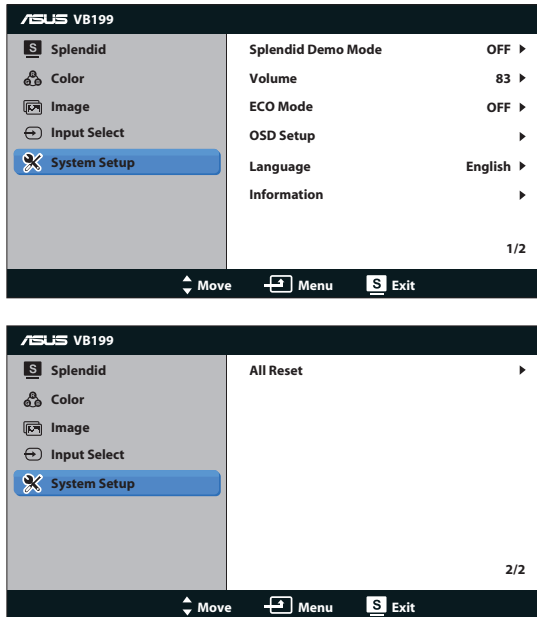 ASUS VB199
S Splendid
Splendid Demo Mode OFF
Color
Volume 83
Image
ECO Mode OFF
Input Select
OSD Setup
System Setup
Language English
Information
1/2
Move Menu S Exit
ASUS VB199
S Splendid
All Reset
Color
Image
Input Select
System Setup
2/2
Move Menu S Exit